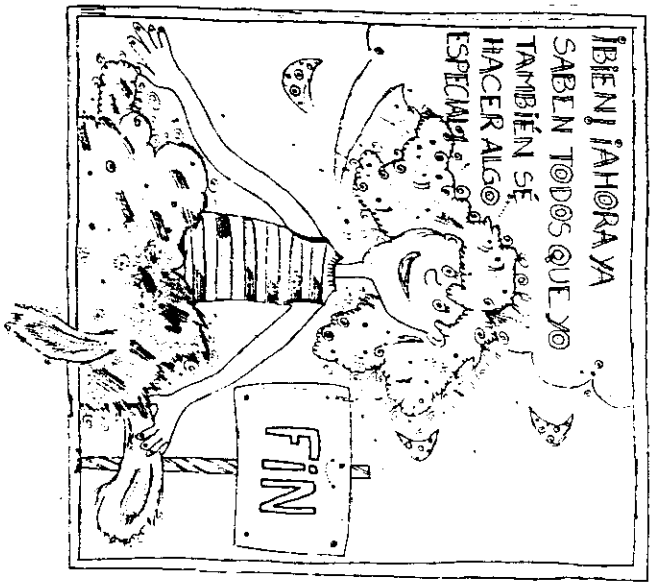 ¡BIEN! ¡AHORA YA
SABEN TODOS QUE YO
TAMBIÉN SÉ
HACER ALGO
ESPECIAL!
FiN